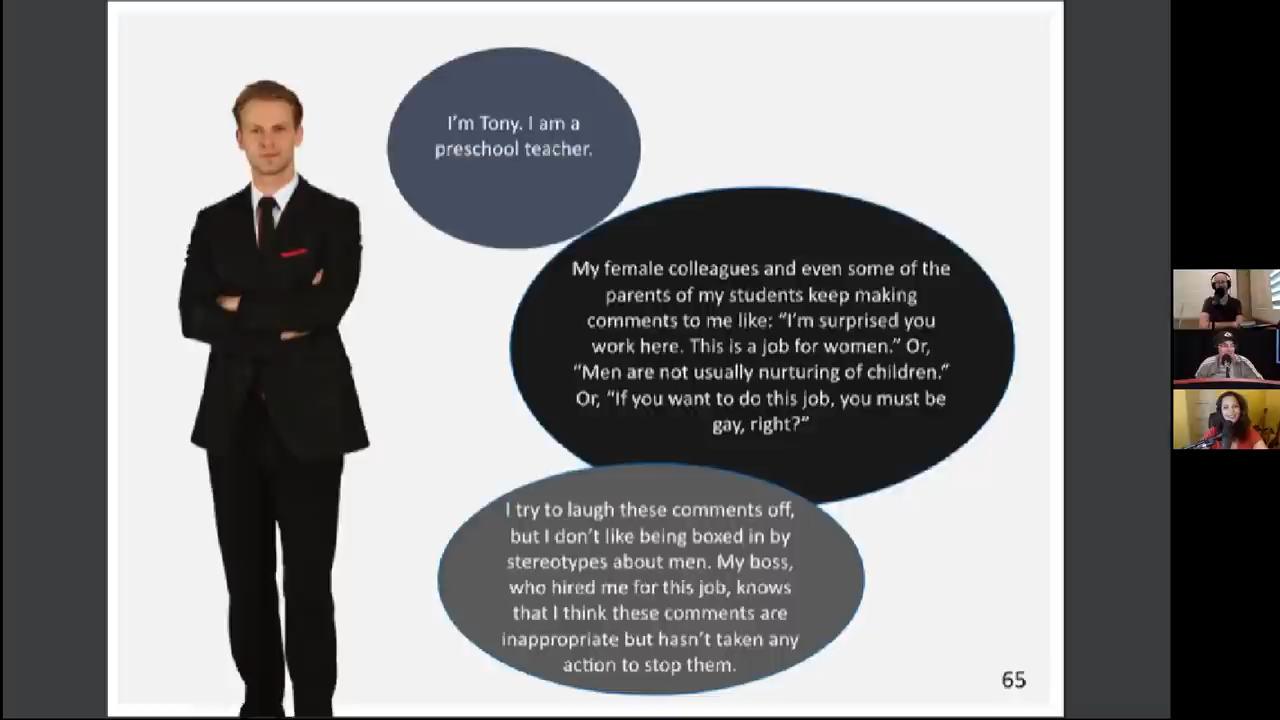 I'm Tony. I am a
preschool teacher.
My female colleagues and even some of the
parents of my students keep making
comments to me like: “I'm surprised you
work here. This is a job for women.” Or,
“Men are not usually nurturing of children.”
Or, “If you want to do this job, you must be
gay, right?”
I try to laugh these comments off,
but I don't like being boxed in by
stereotypes about men. My boss,
who hired me for this job, knows
that I think these comments are
inappropriate but hasn't taken any
action to stop them.
65